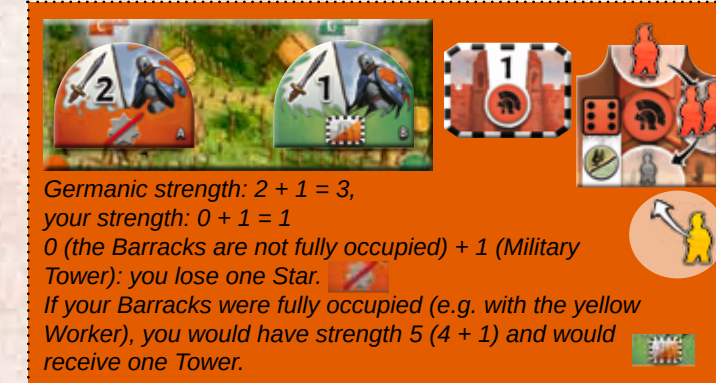 2
A
1
B
1
Germanic strength: 2 + 1 = 3,
your strength: 0 + 1 = 1
0 (the Barracks are not fully occupied) + 1 (Military
Tower): you lose one Star.
If your Barracks were fully occupied (e.g. with the yellow
Worker), you would have strength 5 (4 + 1) and would
receive one Tower.